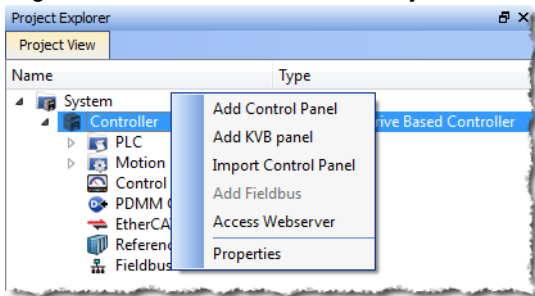 Project Explorer
Project View
Name Type
System
Controller rive Based Controller
Add Control Panel
PLC
Add KVB panel
Motion
Import Control Panel
Control
Add Fieldbus
PDMM
EtherCA
Access Webserver
Referenc
Properties
Fieldbus